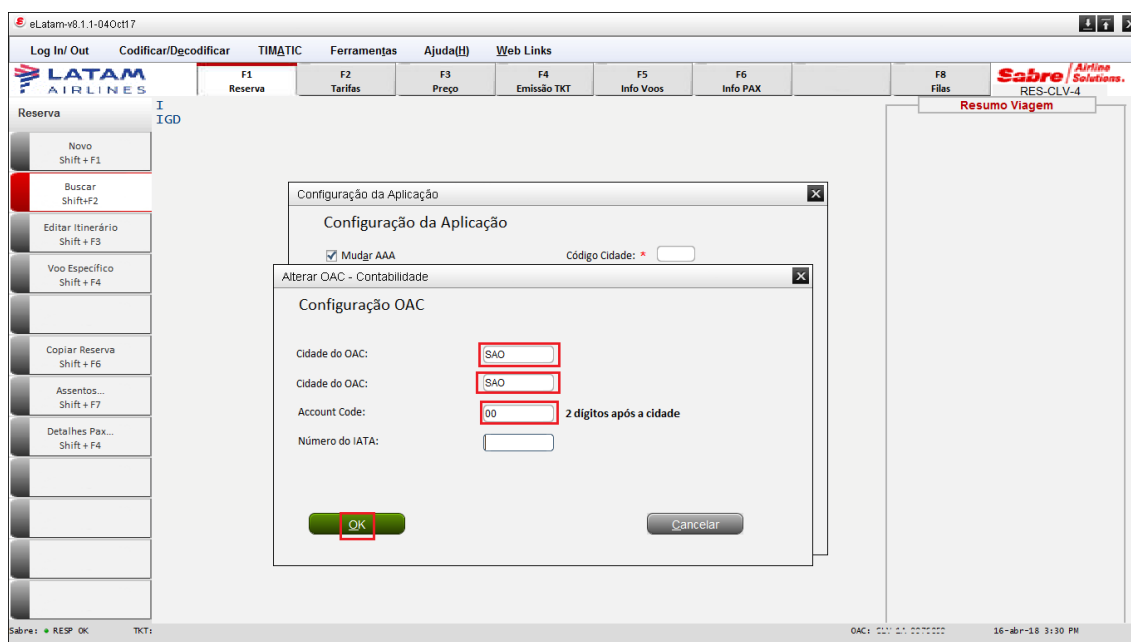 eLatam-v8.1.1-04Oct17
Log In/ Out Codificar/Decodificar TIMATIC Ferramentas Ajuda(H) Web Links
LATAM
AIRLINES
F1
Reserva
F2
Tarifas
F3
Preço
F4
Emissão TKT
F5
Info Voos
F6
Info PAX
F8
Filas
Sabre Airline Solutions.
RES-CLV-4
Reserva
I
IGD
Resumo Viagem
Novo
Shift + F1
Buscar
Shift+F2
Editar Itinerário
Shift + F3
Voo Específico
Shift + F4
Copiar Reserva
Shift + F6
Assentos...
Shift + F7
Detalhes Pax...
Shift + F4
Configuração da Aplicação
Configuração da Aplicação
Mudar AAA Código Cidade: *
Alterar OAC - Contabilidade
Configuração OAC
Cidade do OAC: SAO
Cidade do OAC: SAO
Account Code: 00 2 dígitos após a cidade
Número do IATA:
OK Cancelar
Sabre: RESP OK TKT: OAC: 16-abr-18 3:30 PM